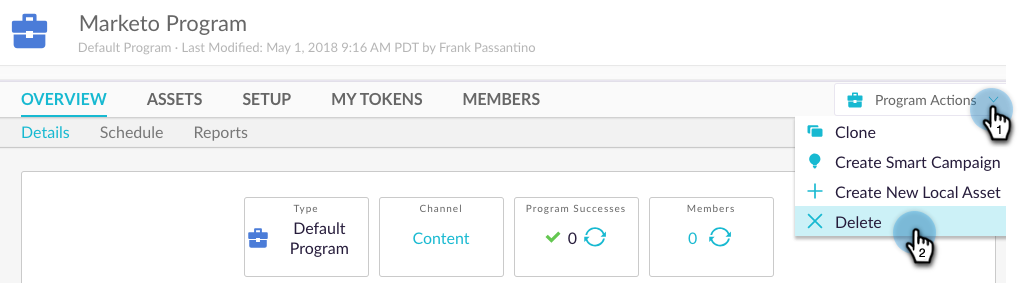 Marketo Program
Default Program · Last Modified: May 1, 2018 9:16 AM PDT by Frank Passantino
OVERVIEW ASSETS SETUP MY TOKENS MEMBERS
Program Actions
1
Details Schedule Reports
Clone
Create Smart Campaign
Create New Local Asset
Delete
2
Type
Default
Program
Channel
Content
Program Successes
0
Members
0